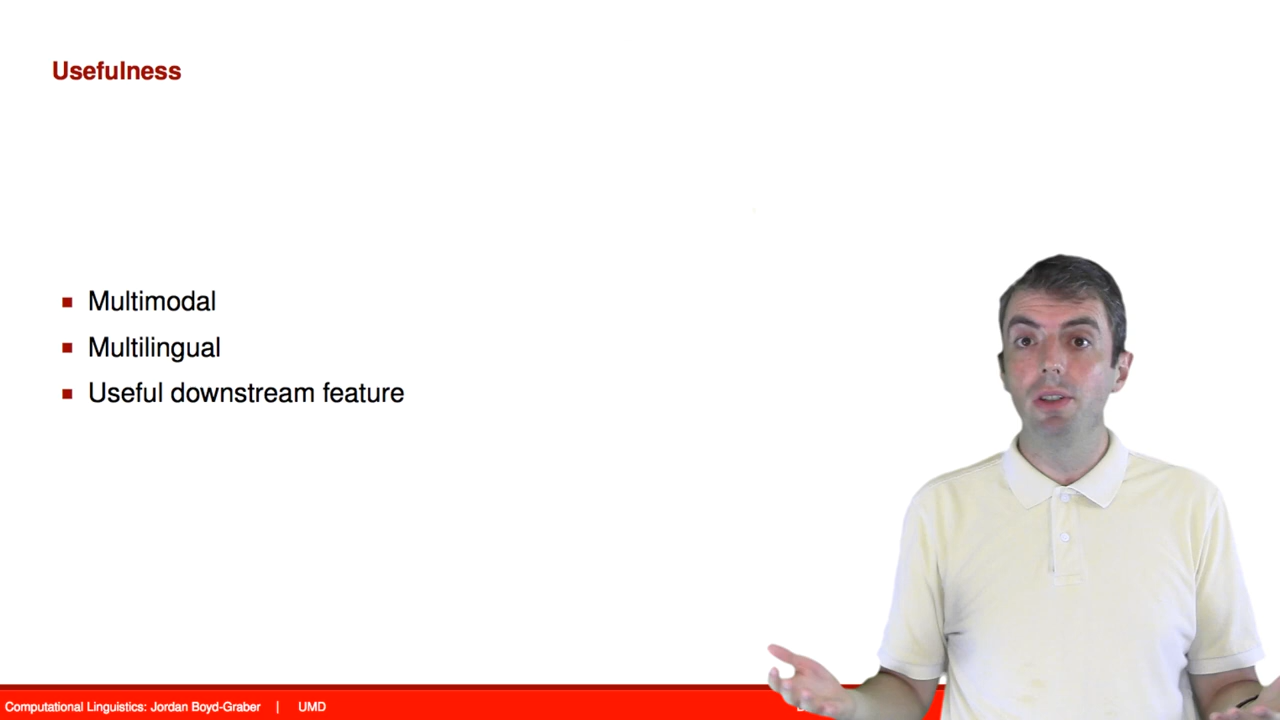 Usefulness
Multimodal
Multilingual
Useful downstream feature
Computational Linguistics: Jordan Boyd-Graber | UMD